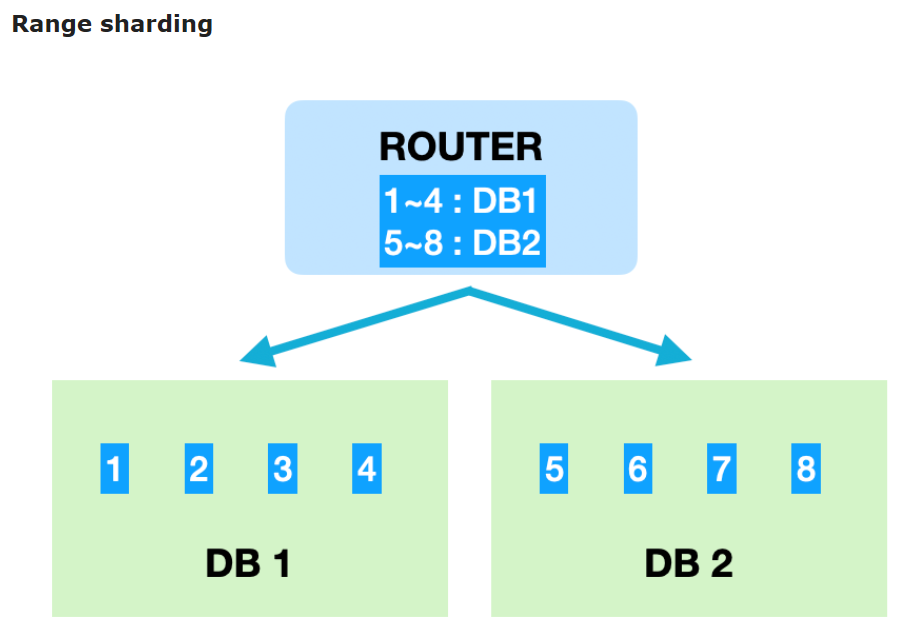 Range sharding
ROUTER
1~4 : DB1
5~8 : DB2
1 2 3 4
DB 1
5 6 7 8
DB 2